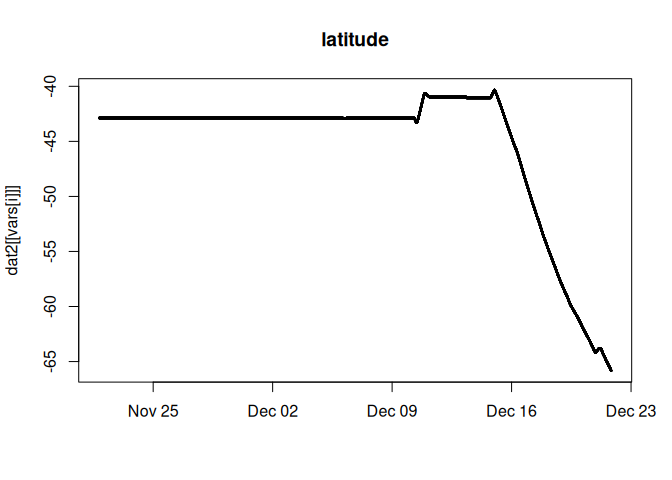 latitude
dat2[[vars[i]]]
-40
-45
-50
-55
-60
-65
Nov 25
Dec 02
Dec 09
Dec 16
Dec 23